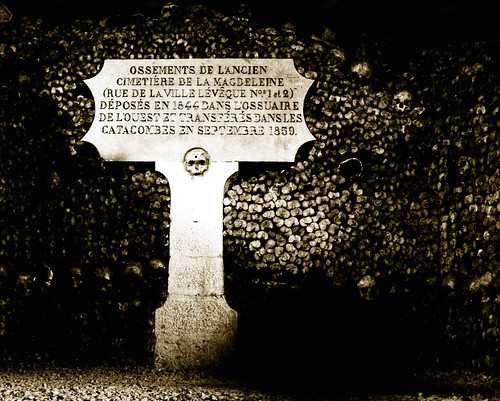 OSSEMENTS DE L'ANCIEN
CIMETIÈRE DE LA MAGDELEINE
(RUE DE LA VILLE LÉVÊQUE Nos 1 et 2)
DÉPOSÉS EN 1844 DANS L'OSSUAIRE
DE L'OUEST ET TRANSFÉRÉS DANS LES
CATACOMBES EN SEPTEMBRE 1859.